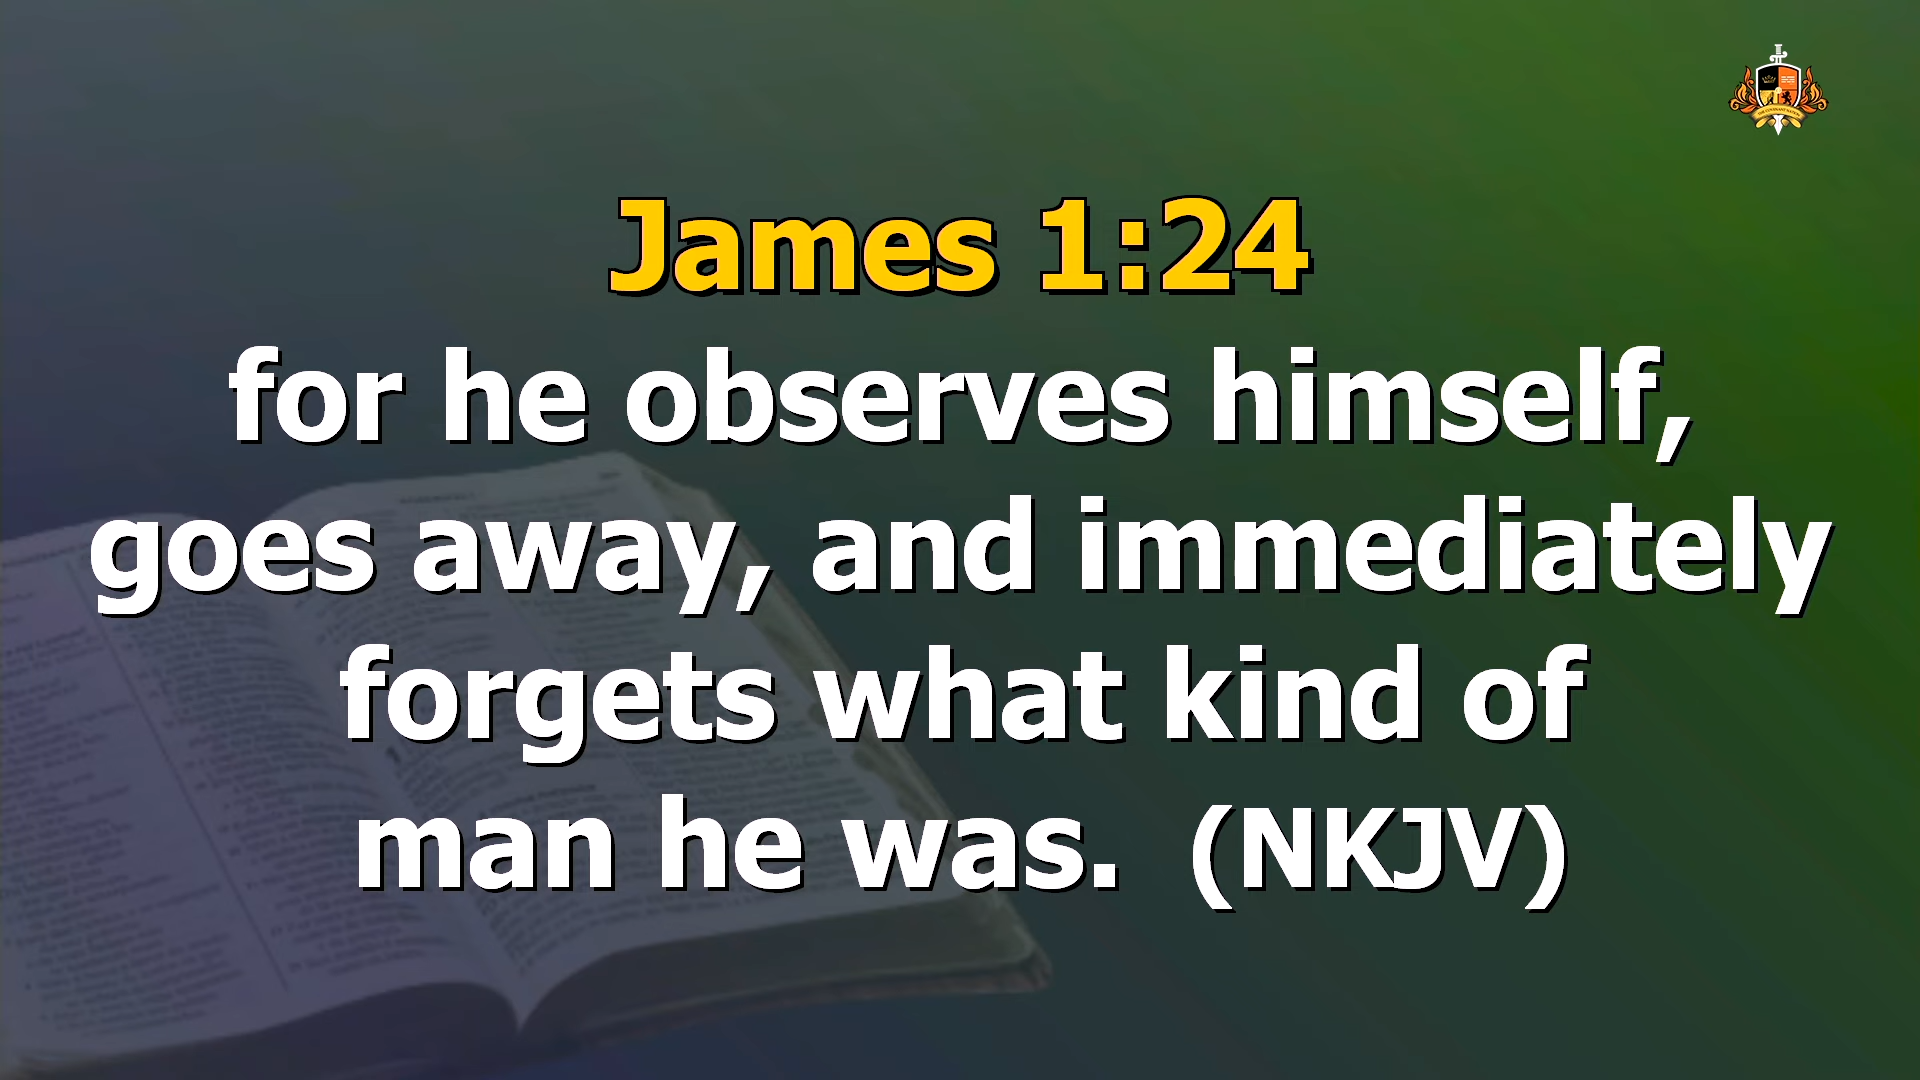 James 1:24
for he observes himself,
goes away, and immediately
forgets what kind of
man he was. (NKJV)